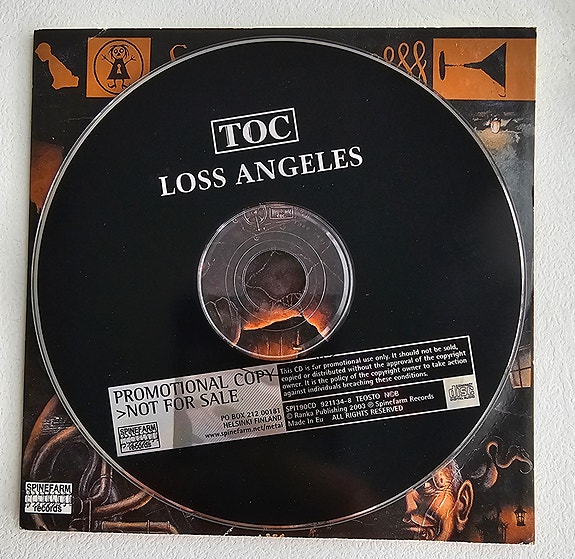 TOC
LOSS ANGELES
PROMOTIONAL COPY
>NOT FOR SALE
SPINEFARM
records
PO BOX 212 00181
HELSINKI FINLAND
www.spinefarm.net/metal
This CD is for promotional use only. It should not be sold,
copied or distributed without the approval of the copyright
owner. It is the policy of the copyright owner to take action
against individuals breaching these conditions.
SPI190CD 921134-8 TEOSTO NCB
© Ranka Publishing 2003 ℗ Spinefarm Records
Made in Eu ALL RIGHTS RESERVED
COMPACT
disc
DIGITAL AUDIO
SPINEFARM
records